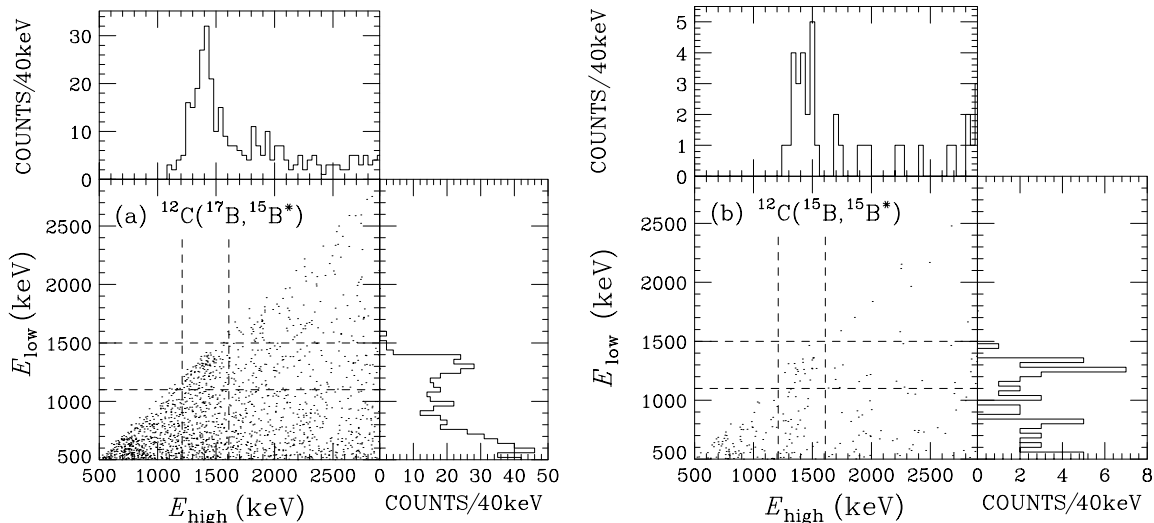 COUNTS/40keV
30
20
10
0
(a) ¹²C(¹⁷B,¹⁵B*)
E_low (keV)
2500
2000
1500
1000
500
500 1000 1500 2000 2500
E_high (keV)
0 10 20 30 40 50
COUNTS/40keV
COUNTS/40keV
5
4
3
2
1
0
(b) ¹²C(¹⁵B,¹⁵B*)
E_low (keV)
2500
2000
1500
1000
500
500 1000 1500 2000 2500
E_high (keV)
0 2 4 6 8
COUNTS/40keV